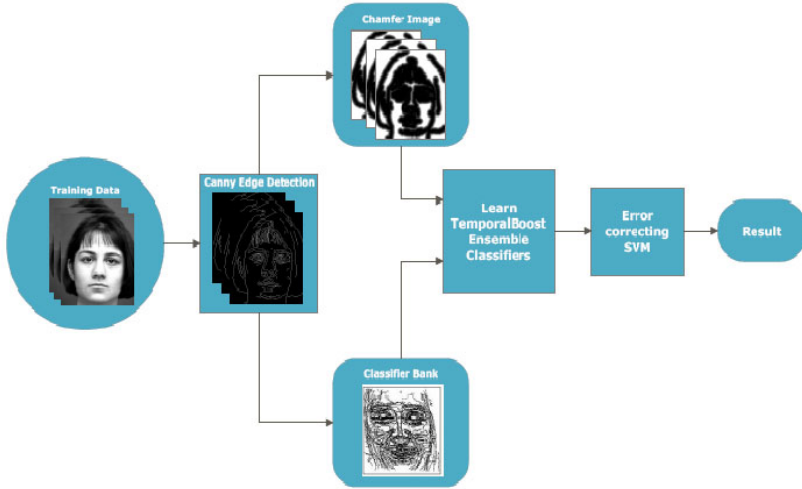 Chamfer Image
Training Data
Canny Edge Detection
Learn
TemporalBoost
Ensemble
Classifiers
Error
correcting
SVM
Result
Classifier Bank